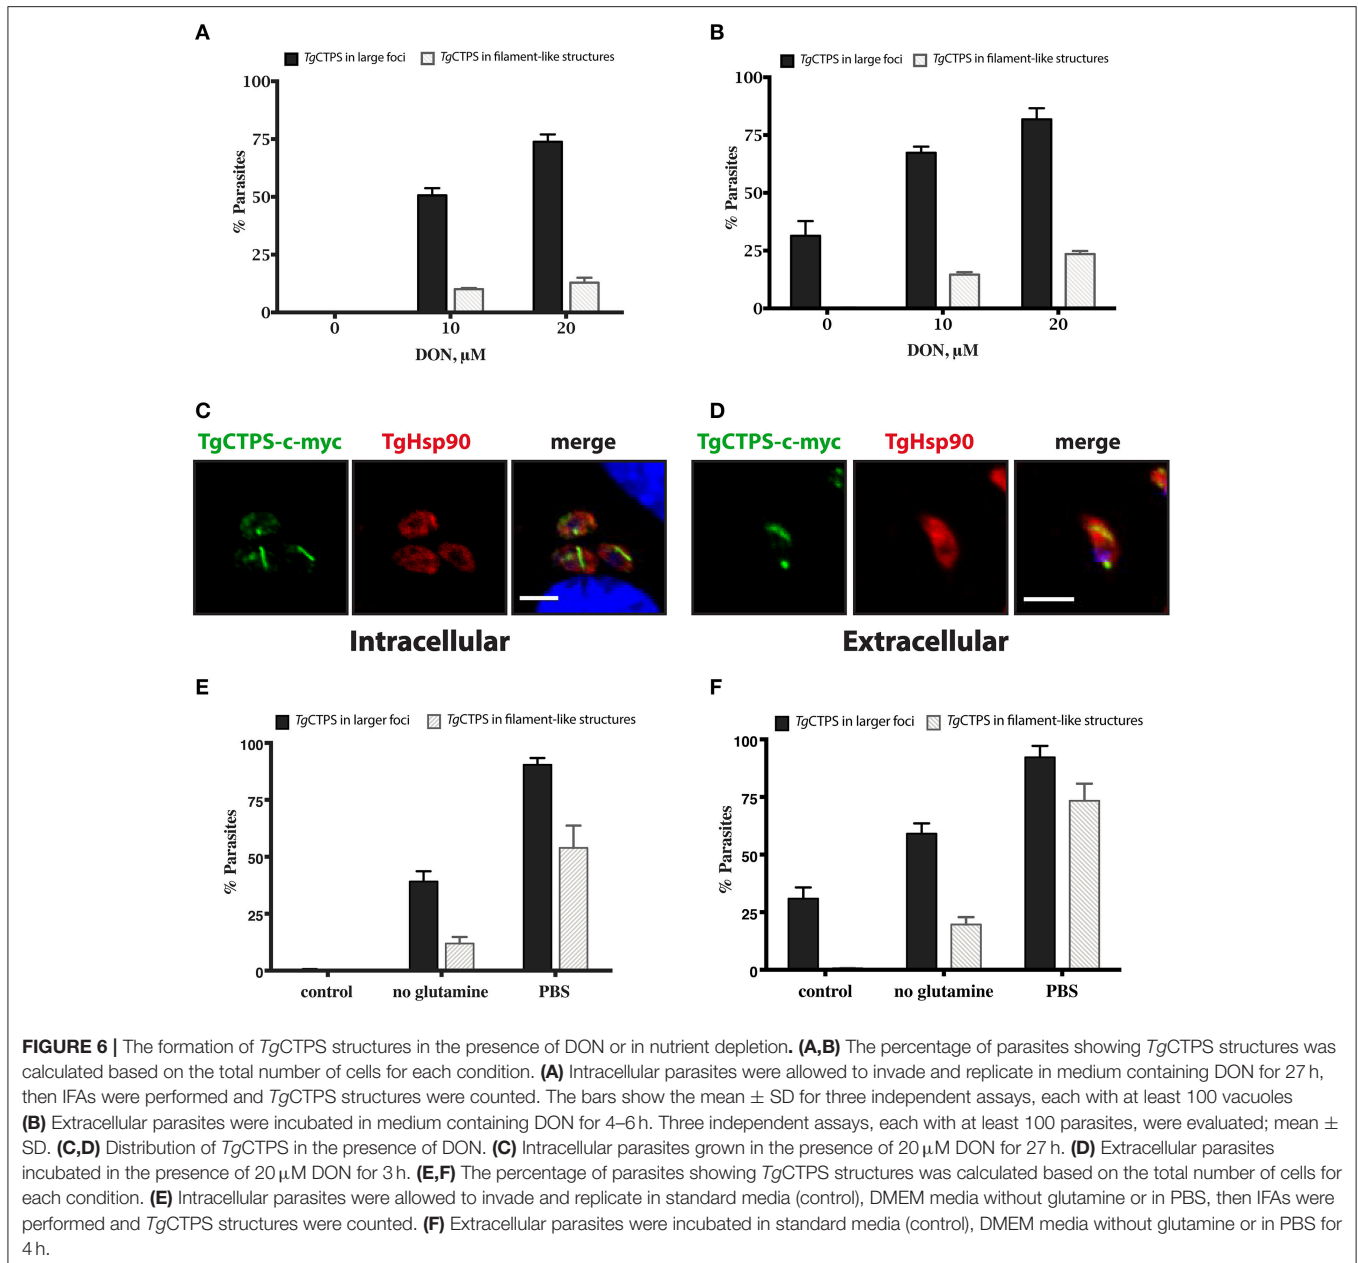 A
TgCTPS in large foci TgCTPS in filament-like structures
100
75
50
25
0
% Parasites
0 10 20
DON, µM
B
TgCTPS in large foci TgCTPS in filament-like structures
100
75
50
25
0
% Parasites
0 10 20
DON, µM
C
TgCTPS-c-myc TgHsp90 merge
Intracellular
D
TgCTPS-c-myc TgHsp90 merge
Extracellular
E
TgCTPS in larger foci TgCTPS in filament-like structures
100
75
50
25
0
% Parasites
control no glutamine PBS
F
TgCTPS in larger foci TgCTPS in filament-like structures
100
75
50
25
0
% Parasites
control no glutamine PBS
FIGURE 6 | The formation of TgCTPS structures in the presence of DON or in nutrient depletion. (A,B) The percentage of parasites showing TgCTPS structures was
calculated based on the total number of cells for each condition. (A) Intracellular parasites were allowed to invade and replicate in medium containing DON for 27 h,
then IFAs were performed and TgCTPS structures were counted. The bars show the mean ± SD for three independent assays, each with at least 100 vacuoles
(B) Extracellular parasites were incubated in medium containing DON for 4–6 h. Three independent assays, each with at least 100 parasites, were evaluated; mean ±
SD. (C,D) Distribution of TgCTPS in the presence of DON. (C) Intracellular parasites grown in the presence of 20 µM DON for 27 h. (D) Extracellular parasites
incubated in the presence of 20 µM DON for 3 h. (E,F) The percentage of parasites showing TgCTPS structures was calculated based on the total number of cells for
each condition. (E) Intracellular parasites were allowed to invade and replicate in standard media (control), DMEM media without glutamine or in PBS, then IFAs were
performed and TgCTPS structures were counted. (F) Extracellular parasites were incubated in standard media (control), DMEM media without glutamine or in PBS for
4 h.